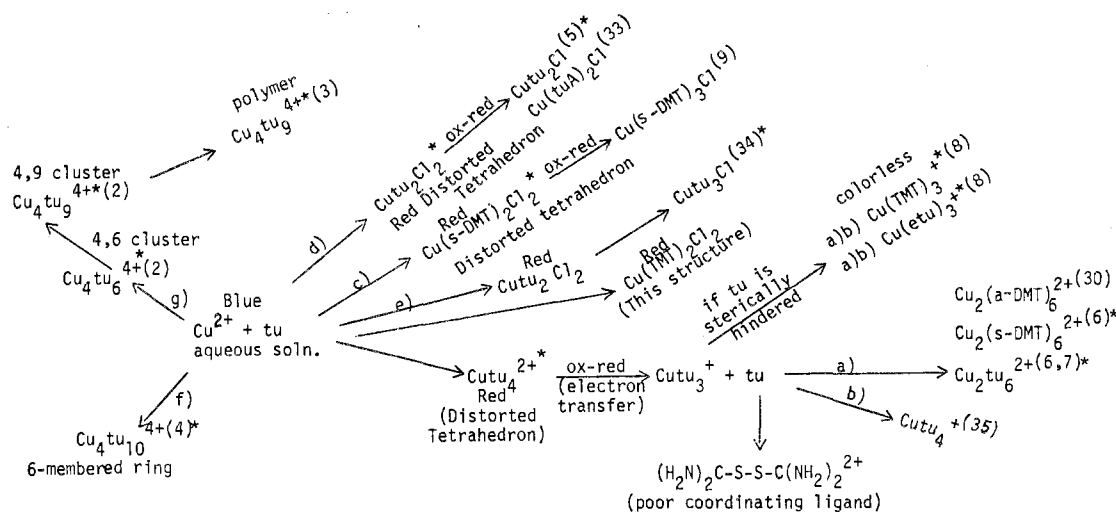 polymer
Cu4tu9 4+*(3)
4,9 cluster
Cu4tu9 4+*(2)
4,6 cluster
Cu4tu6 4+*(2)
g)
Blue
Cu2+ + tu
aqueous soln.
f)
Cu4tu10 4+(4)*
6-membered ring
d)
Cutu2Cl2* ox-red Cutu2Cl(5)*
Cu(tuA)2Cl(33)
Red Distorted
Tetrahedron
c)
Red
Cu(s-DMT)2Cl2* ox-red Cu(s-DMT)3Cl(9)
Distorted tetrahedron
e)
Red
Cutu2Cl2
Cutu3Cl(34)*
Red
Cu(TMT)2Cl2
(This structure)
Cutu4 2+*
Red
(Distorted
Tetrahedron)
ox-red
(electron
transfer)
Cutu3+ + tu
if tu is
sterically
hindered
colorless
a)b) Cu(TMT)3+*(8)
a)b) Cu(etu)3+*(8)
a)
Cu2(a-DMT)6 2+(30)
Cu2(s-DMT)6 2+(6)*
Cu2tu6 2+(6,7)*
b)
Cutu4+(35)
(H2N)2C-S-S-C(NH2)2 2+
(poor coordinating ligand)